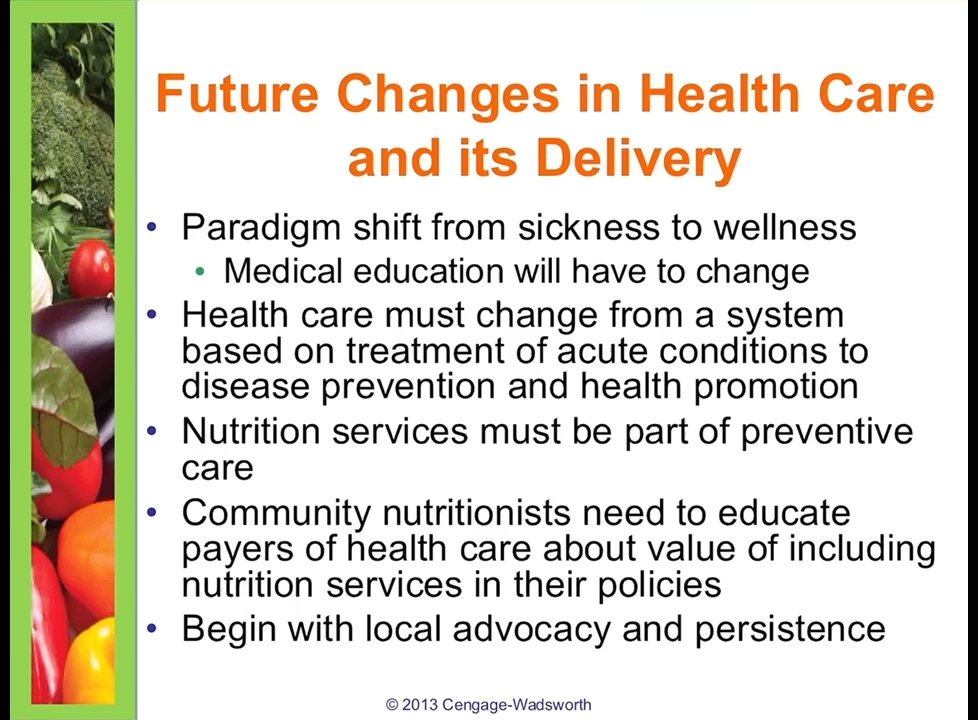 Future Changes in Health Care
and its Delivery
• Paradigm shift from sickness to wellness
• Medical education will have to change
• Health care must change from a system
based on treatment of acute conditions to
disease prevention and health promotion
• Nutrition services must be part of preventive
care
• Community nutritionists need to educate
payers of health care about value of including
nutrition services in their policies
• Begin with local advocacy and persistence
© 2013 Cengage-Wadsworth